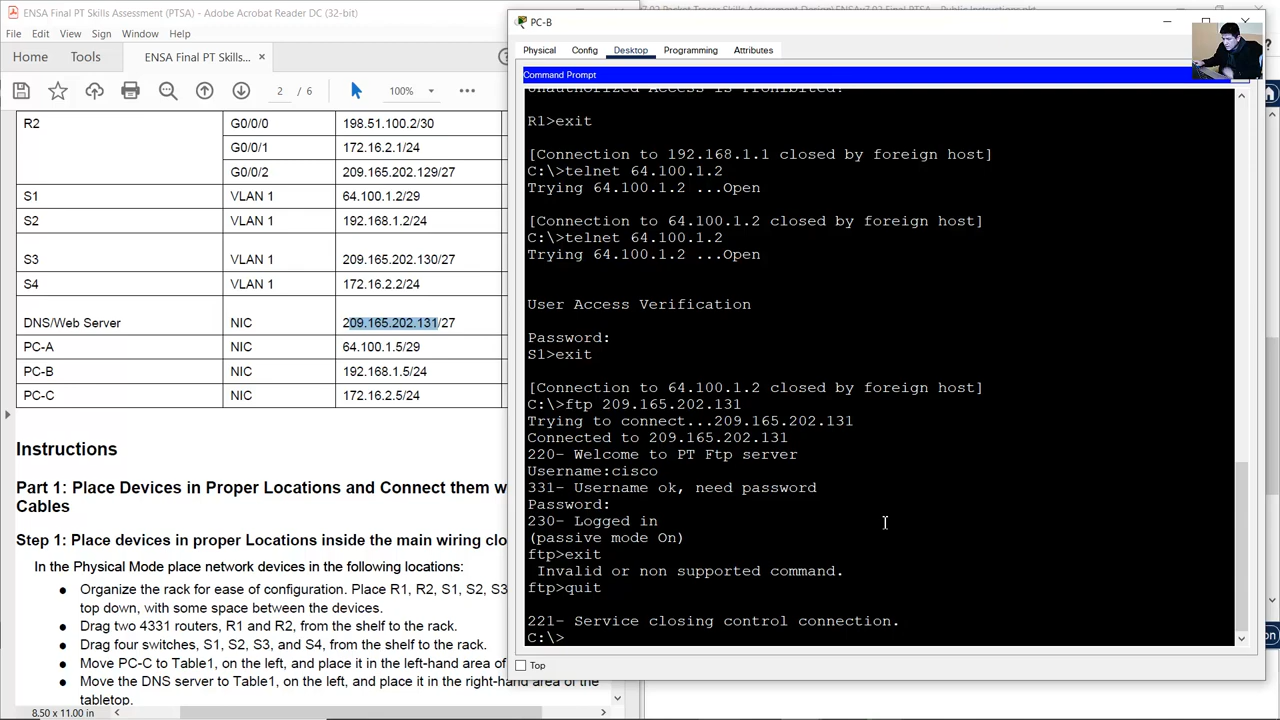 ENSA Final PT Skills Assessment (PTSA) - Adobe Acrobat Reader DC (32-bit)
File Edit View Sign Window Help
Home Tools ENSA Final PT Skills... ×
2 / 6 100%
R2 G0/0/0 198.51.100.2/30
G0/0/1 172.16.2.1/24
G0/0/2 209.165.202.129/27
S1 VLAN 1 64.100.1.2/29
S2 VLAN 1 192.168.1.2/24
S3 VLAN 1 209.165.202.130/27
S4 VLAN 1 172.16.2.2/24
DNS/Web Server NIC 209.165.202.131/27
PC-A NIC 64.100.1.5/29
PC-B NIC 192.168.1.5/24
PC-C NIC 172.16.2.5/24
Instructions
Part 1: Place Devices in Proper Locations and Connect them w
Cables
Step 1: Place devices in proper Locations inside the main wiring clo
In the Physical Mode place network devices in the following locations:
● Organize the rack for ease of configuration. Place R1, R2, S1, S2, S3
top down, with some space between the devices.
● Drag two 4331 routers, R1 and R2, from the shelf to the rack.
● Drag four switches, S1, S2, S3, and S4, from the shelf to the rack.
● Move PC-C to Table1, on the left, and place it in the left-hand area of
● Move the DNS server to Table1, on the left, and place it in the right-hand area of the
tabletop.
8.50 x 11.00 in
PC-B
Physical Config Desktop Programming Attributes
Command Prompt
R1>exit
[Connection to 192.168.1.1 closed by foreign host]
C:\>telnet 64.100.1.2
Trying 64.100.1.2 ...Open
[Connection to 64.100.1.2 closed by foreign host]
C:\>telnet 64.100.1.2
Trying 64.100.1.2 ...Open
User Access Verification
Password:
S1>exit
[Connection to 64.100.1.2 closed by foreign host]
C:\>ftp 209.165.202.131
Trying to connect...209.165.202.131
Connected to 209.165.202.131
220- Welcome to PT Ftp server
Username:cisco
331- Username ok, need password
Password:
230- Logged in
(passive mode On)
ftp>exit
Invalid or non supported command.
ftp>quit
221- Service closing control connection.
C:\>
Top